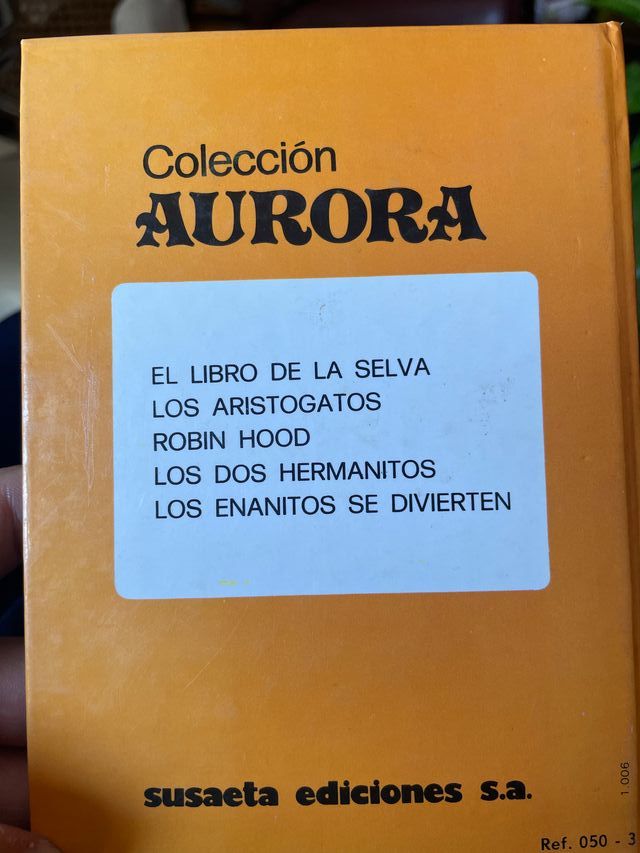 Colección
AURORA
EL LIBRO DE LA SELVA
LOS ARISTOGATOS
ROBIN HOOD
LOS DOS HERMANITOS
LOS ENANITOS SE DIVIERTEN
susaeta ediciones s.a.
1.006
Ref. 050 - 3